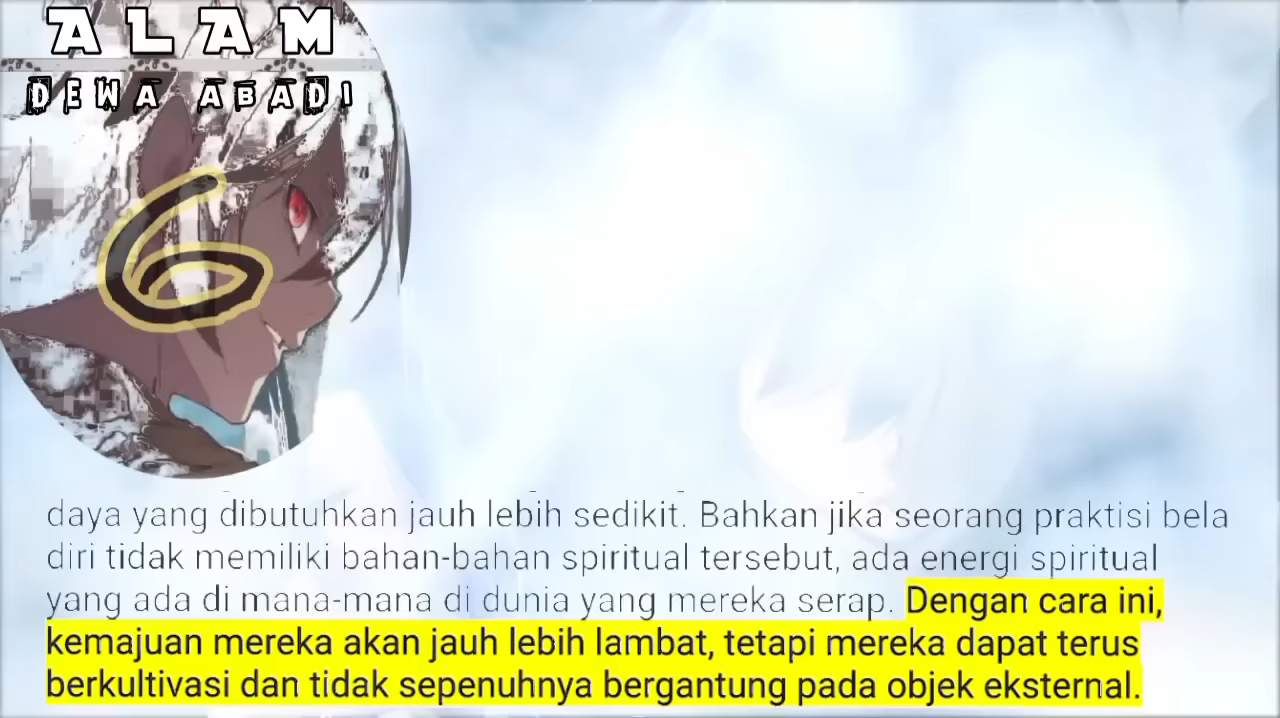 ALAM
DEWA ABADI
6
daya yang dibutuhkan jauh lebih sedikit. Bahkan jika seorang praktisi bela
diri tidak memiliki bahan-bahan spiritual tersebut, ada energi spiritual
yang ada di mana-mana di dunia yang mereka serap. Dengan cara ini,
kemajuan mereka akan jauh lebih lambat, tetapi mereka dapat terus
berkultivasi dan tidak sepenuhnya bergantung pada objek eksternal.